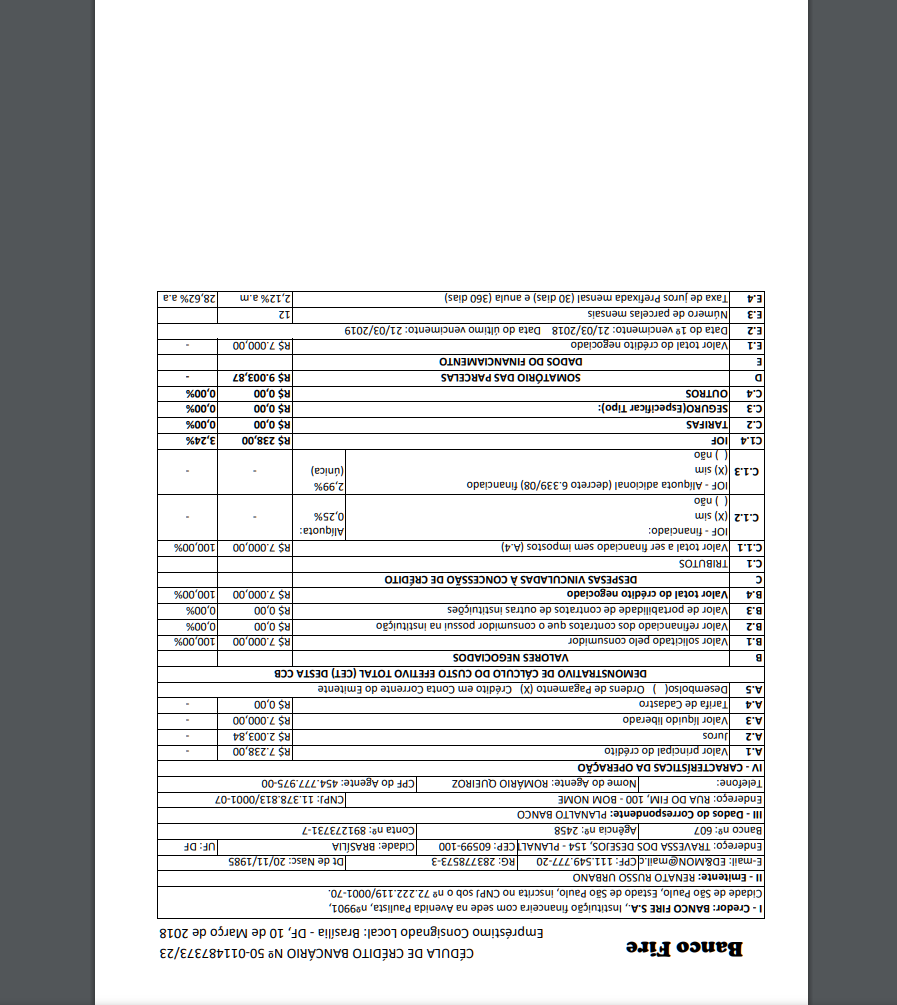 Banco Fire
CÉDULA DE CRÉDITO BANCÁRIO Nº 50-011487373/23
Empréstimo Consignado Local: Brasília - DF, 10 de Março de 2018
I - Credor: BANCO FIRE S.A., Instituição financeira com sede na Avenida Paulista, nº9901,
Cidade de São Paulo, Estado de São Paulo, inscrita no CNPJ sob o nº 72.222.119/0001-70.
II - Emitente: RENATO RUSSO URBANO
E-mail: ED&MON@mail.c CPF: 111.549.777-20 RG: 283778573-3 Dt de Nasc: 20/11/1985
Endereço: TRAVESSA DOS DESEJOS, 154 - PLANALT CEP: 60599-100 Cidade: BRASÍLIA UF: DF
Banco nº: 607 Agência nº: 2458 Conta nº: 891273731-7
III - Dados do Correspondente: PLANALTO BANCO
Endereço: RUA DO FIM, 100 - BOM NOME CNPJ: 11.378.813/0001-07
Telefone: Nome do Agente: ROMÁRIO QUEIROZ CPF do Agente: 454.777.975-00
IV - CARACTERÍSTICAS DA OPERAÇÃO
A.1 Valor principal do crédito R$ 7.238,00 -
A.2 Juros R$ 2.003,84 -
A.3 Valor líquido liberado R$ 7.000,00 -
A.4 Tarifa de Cadastro R$ 0,00 -
A.5 Desembolso( ) Ordens de Pagamento (X) Crédito em Conta Corrente do Emitente
DEMONSTRATIVO DE CÁLCULO DO CUSTO EFETIVO TOTAL (CET) DESTA CCB
B VALORES NEGOCIADOS
B.1 Valor solicitado pelo consumidor R$ 7.000,00 100,00%
B.2 Valor refinanciado dos contratos que o consumidor possui na instituição R$ 0,00 0,00%
B.3 Valor de portabilidade de contratos de outras instituições R$ 0,00 0,00%
B.4 Valor total do crédito negociado R$ 7.000,00 100,00%
C DESPESAS VINCULADAS À CONCESSÃO DE CRÉDITO
C.1 TRIBUTOS
C.1.1 Valor total a ser financiado sem impostos (A.4) R$ 7.000,00 100,00%
IOF - financiado: Alíquota:
C.1.2 (X) sim 0,25% - -
( ) não
IOF - Alíquota adicional (decreto 6.339/08) financiado 2,99%
C.1.3 (X) sim (única) - -
( ) não
C1.4 IOF R$ 238,00 3,24%
C.2 TARIFAS R$ 0,00 0,00%
C.3 SEGURO(Especificar Tipo): R$ 0,00 0,00%
C.4 OUTROS R$ 0,00 0,00%
D SOMATÓRIO DAS PARCELAS R$ 9.003,87 -
E DADOS DO FINANCIAMENTO
E.1 Valor total do crédito negociado R$ 7.000,00 -
E.2 Data do 1º vencimento: 21/03/2018 Data do último vencimento: 21/03/2019
E.3 Número de parcelas mensais 12
E.4 Taxa de juros Prefixada mensal (30 dias) e anula (360 dias) 2,12% a.m 28,62% a.a